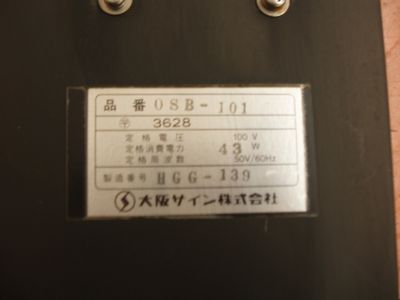 品番 OSB-101
〒 3628
定格電圧 100 V
定格消費電力 43 W
定格周波数 50V/60Hz
製造番号 HGG-139
大阪サイン株式会社